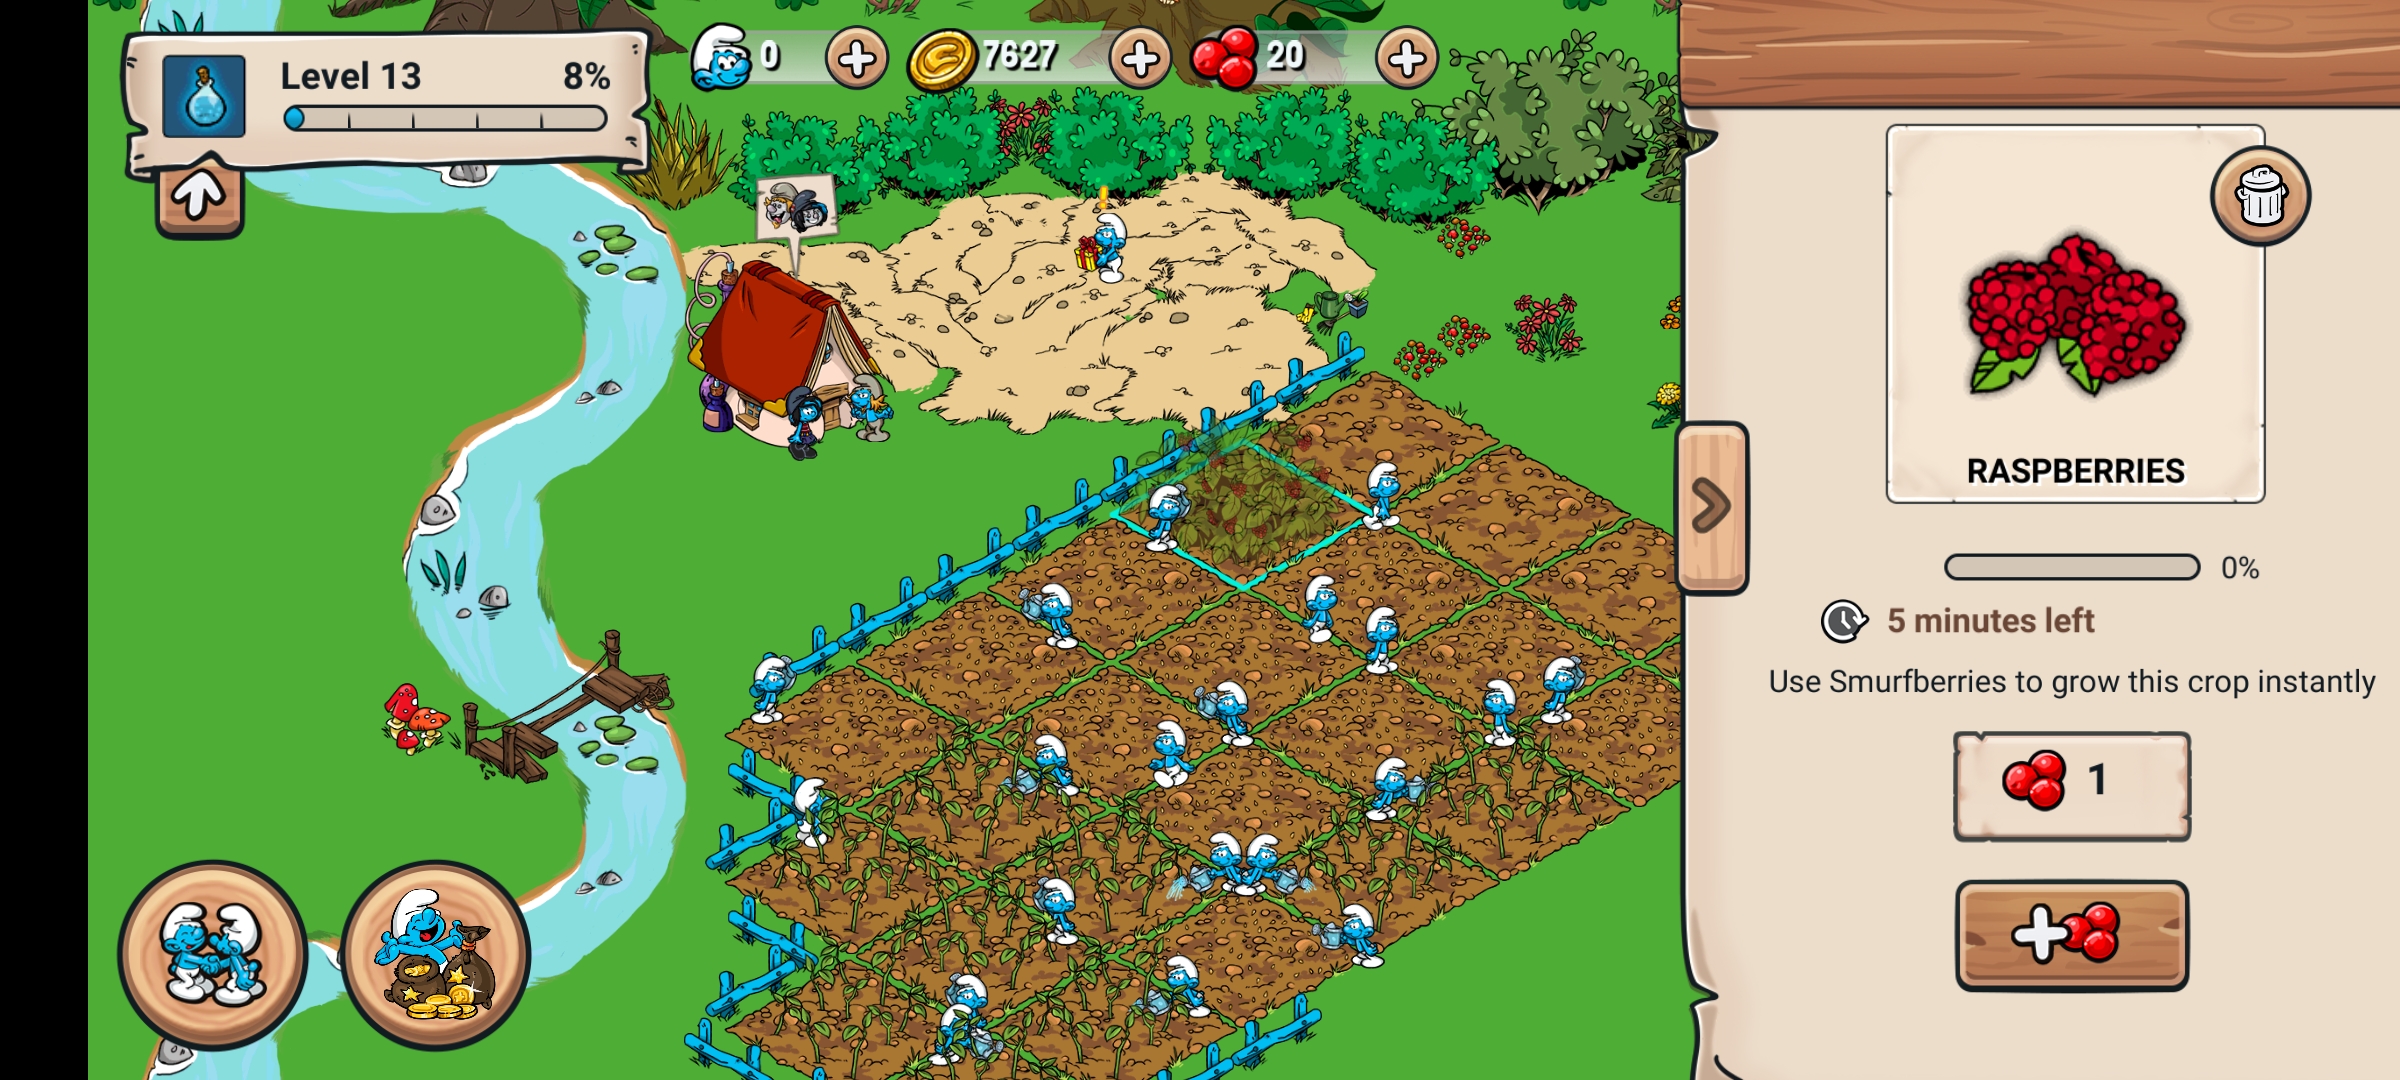 Level 13
8%
0
7627
20
RASPBERRIES
0%
5 minutes left
Use Smurfberries to grow this crop instantly
1